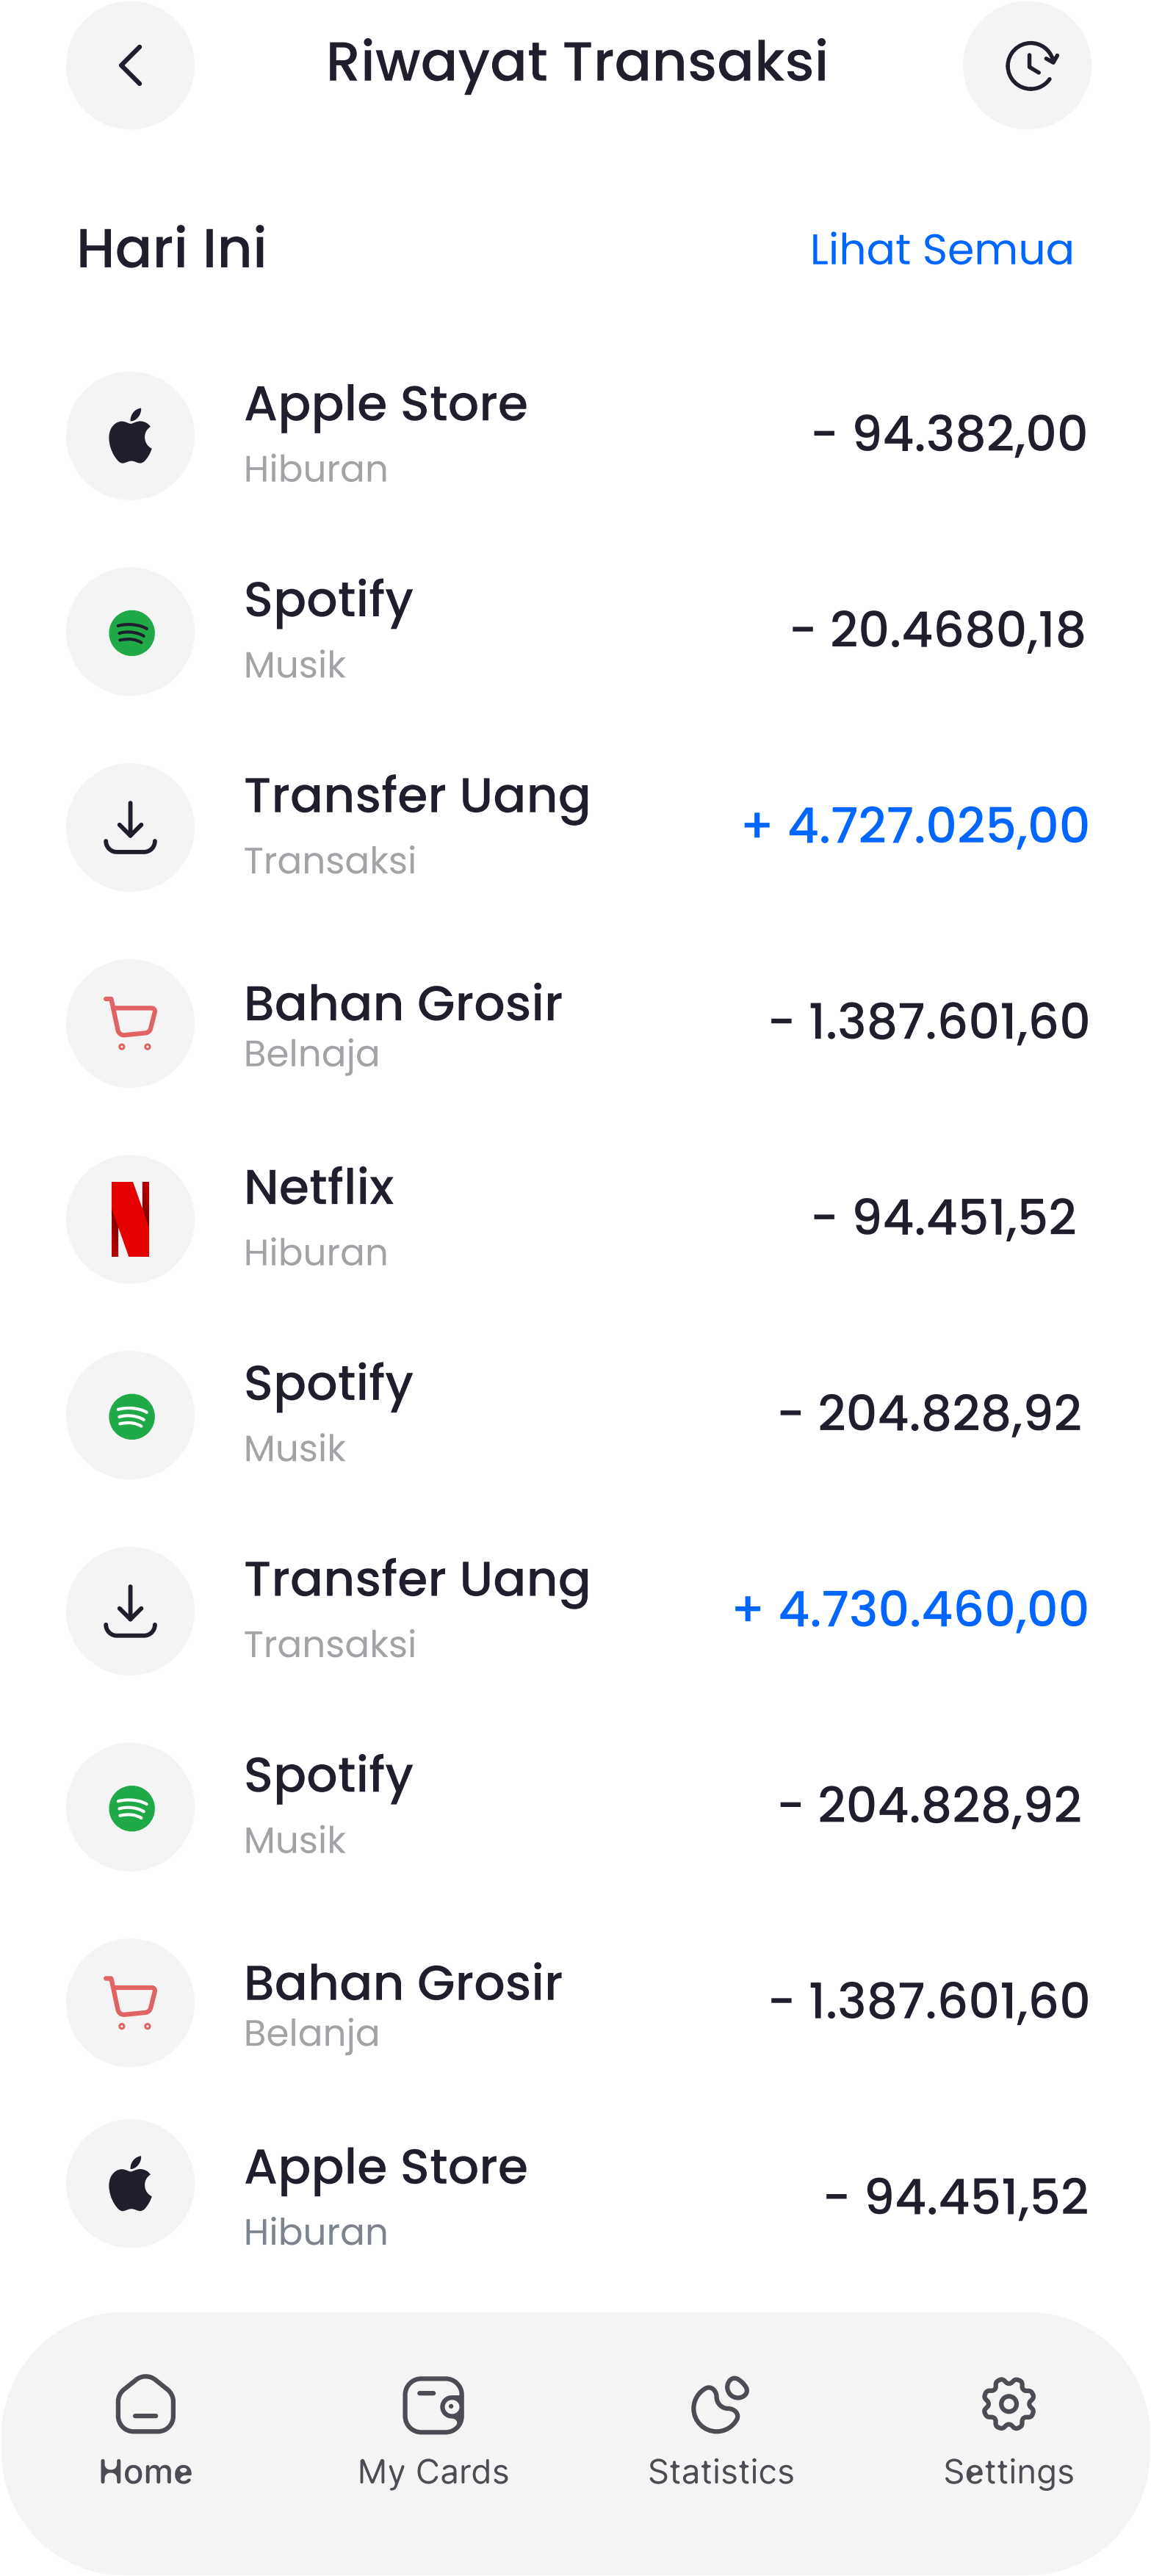 Riwayat Transaksi
Hari Ini
Lihat Semua
Apple Store
Hiburan
- 94.382,00
Spotify
Musik
- 20.4680,18
Transfer Uang
Transaksi
+ 4.727.025,00
Bahan Grosir
Belnaja
- 1.387.601,60
Netflix
Hiburan
- 94.451,52
Spotify
Musik
- 204.828,92
Transfer Uang
Transaksi
+ 4.730.460,00
Spotify
Musik
- 204.828,92
Bahan Grosir
Belanja
- 1.387.601,60
Apple Store
Hiburan
- 94.451,52
Home
My Cards
Statistics
Settings